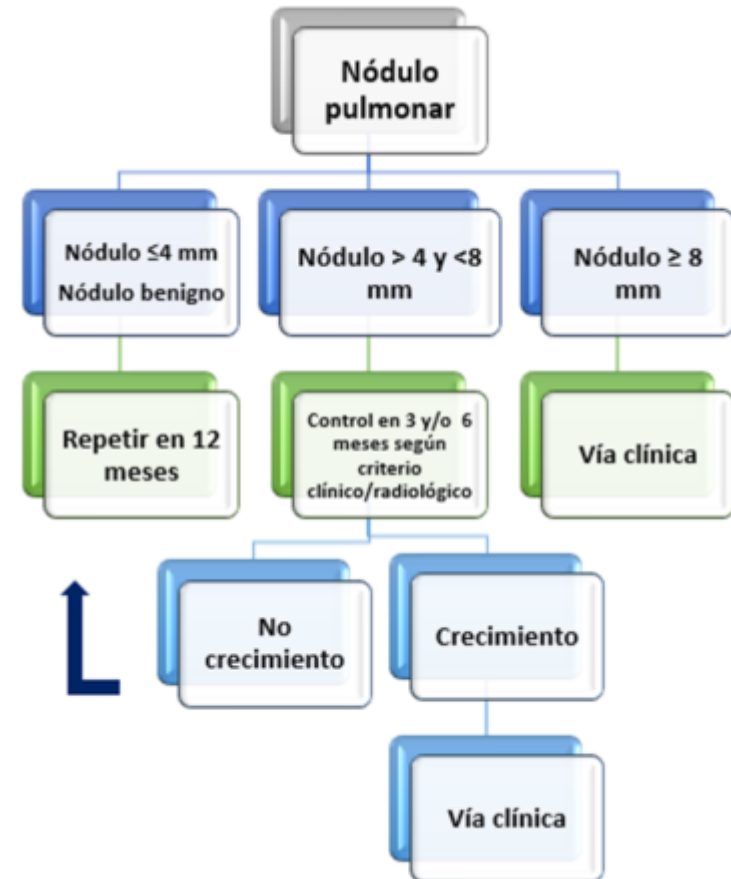 Nódulo
pulmonar
Nódulo ≤4 mm
Nódulo benigno
Nódulo > 4 y <8
mm
Nódulo ≥ 8
mm
Repetir en 12
meses
Control en 3 y/o 6
meses según
criterio
clínico/radiológico
Vía clínica
No
crecimiento
Crecimiento
Vía clínica